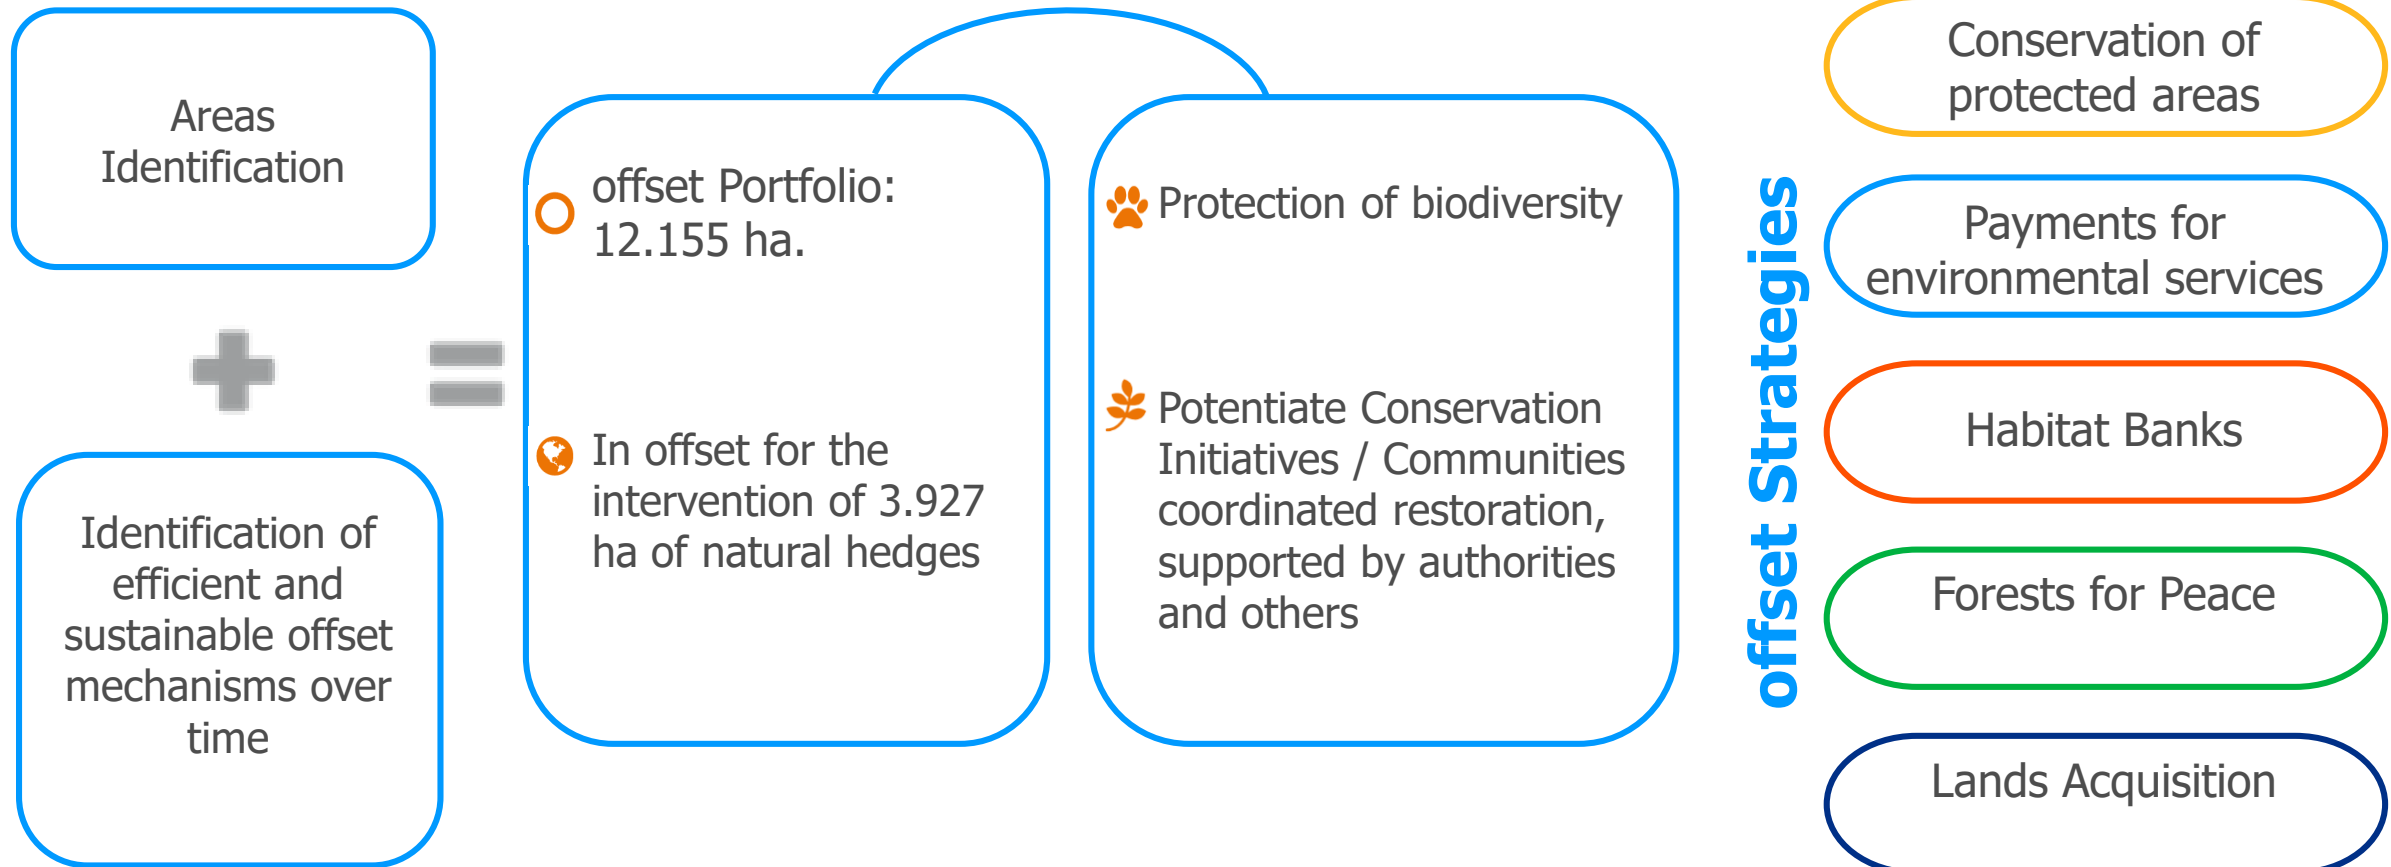 Areas
Identification
Identification of
efficient and
sustainable offset
mechanisms over
time
offset Portfolio:
12.155 ha.
In offset for the
intervention of 3.927
ha of natural hedges
Protection of biodiversity
Potentiate Conservation
Initiatives / Communities
coordinated restoration,
supported by authorities
and others
offset Strategies
Conservation of
protected areas
Payments for
environmental services
Habitat Banks
Forests for Peace
Lands Acquisition